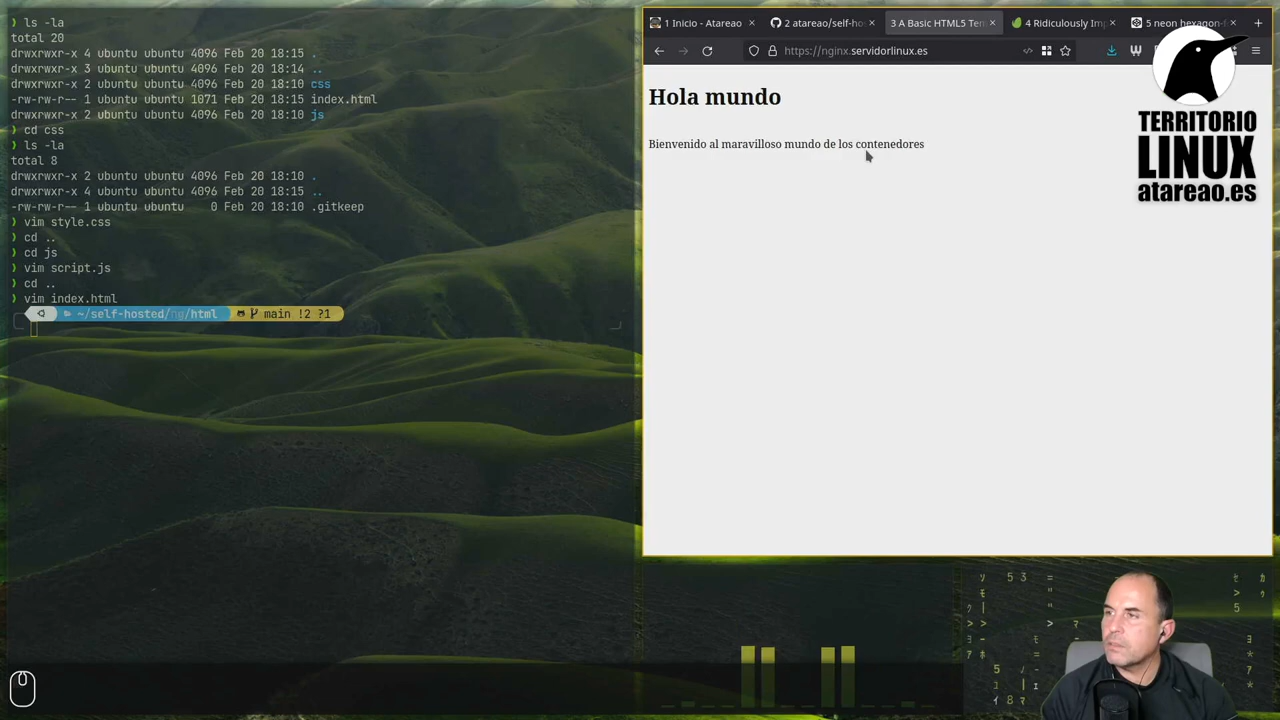 ❯ ls -la
total 20
drwxrwxr-x 4 ubuntu ubuntu 4096 Feb 20 18:15 .
drwxrwxr-x 3 ubuntu ubuntu 4096 Feb 20 18:14 ..
drwxrwxr-x 2 ubuntu ubuntu 4096 Feb 20 18:10 css
-rw-rw-r-- 1 ubuntu ubuntu 1071 Feb 20 18:15 index.html
drwxrwxr-x 2 ubuntu ubuntu 4096 Feb 20 18:10 js
❯ cd css
❯ ls -la
total 8
drwxrwxr-x 2 ubuntu ubuntu 4096 Feb 20 18:10 .
drwxrwxr-x 4 ubuntu ubuntu 4096 Feb 20 18:15 ..
-rw-rw-r-- 1 ubuntu ubuntu 0 Feb 20 18:10 .gitkeep
❯ vim style.css
❯ cd ..
❯ cd js
❯ vim script.js
❯ cd ..
❯ vim index.html
~/self-hosted/ng/html main !2 ?1
1 Inicio - Atareao
2 atareao/self-ho
3 A Basic HTML5 Tem
4 Ridiculously Imp
5 neon hexagon-f
https://nginx.servidorlinux.es
Hola mundo
Bienvenido al maravilloso mundo de los contenedores
TERRITORIO
LINUX
atareao.es